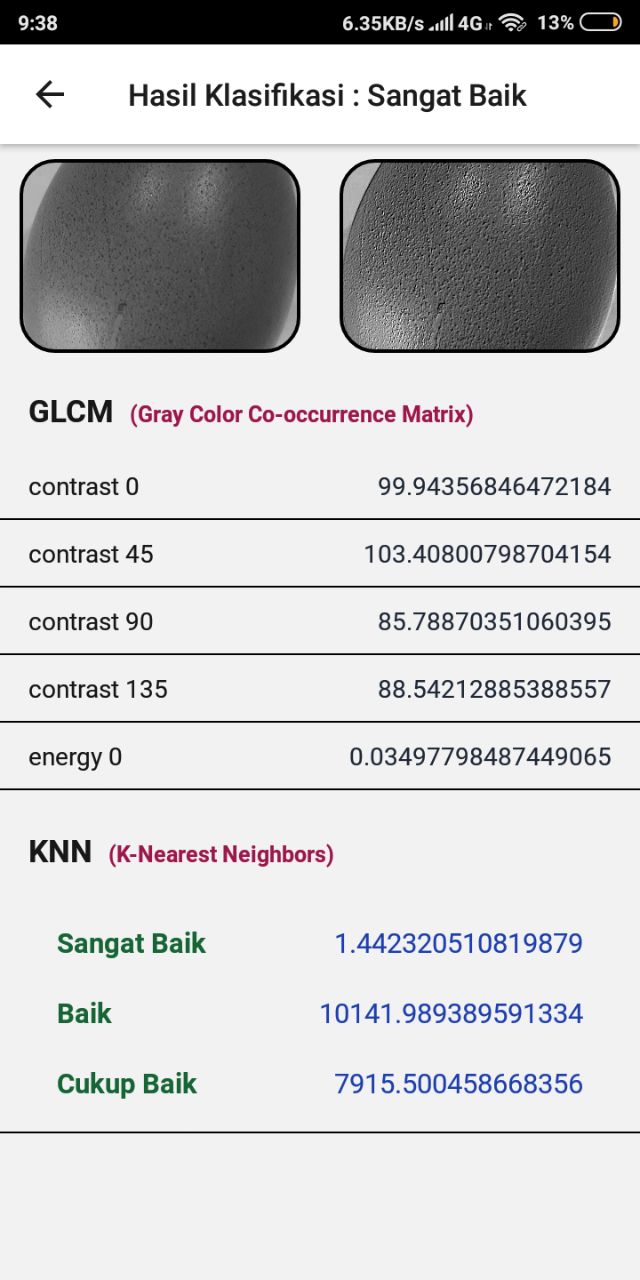 9:38 6.35KB/s 4G 13%
Hasil Klasifikasi : Sangat Baik
GLCM (Gray Color Co-occurrence Matrix)
contrast 0 99.94356846472184
contrast 45 103.40800798704154
contrast 90 85.78870351060395
contrast 135 88.54212885388557
energy 0 0.03497798487449065
KNN (K-Nearest Neighbors)
Sangat Baik 1.442320510819879
Baik 10141.989389591334
Cukup Baik 7915.500458668356